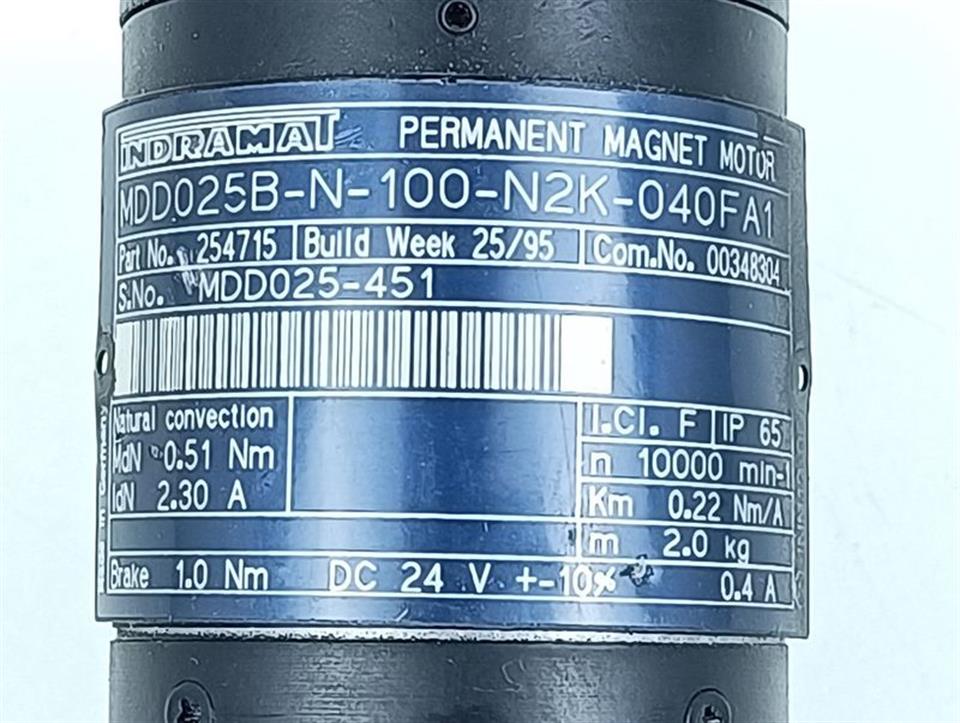 INDRAMAT PERMANENT MAGNET MOTOR
MDD025B-N-100-N2K-040FA1
Part No. 254715 Build Week 25/95 Com.No. 00348304
S.No. MDD025-451
Natural convection
MdN 0.51 Nm
IdN 2.30 A
I.Cl. F IP 65
n 10000 min-1
Km 0.22 Nm/A
m 2.0 kg
Brake 1.0 Nm DC 24 V +-10% 0.4 A
in Germany